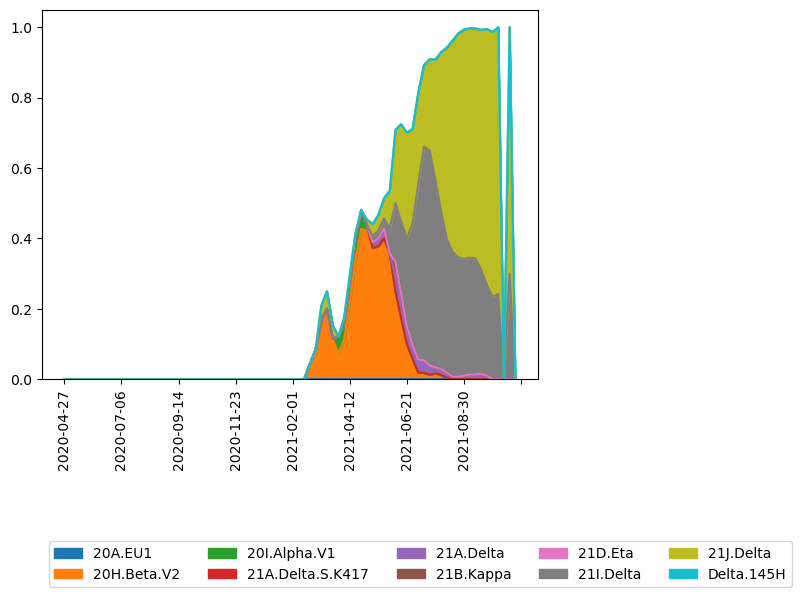 1.0
0.8
0.6
0.4
0.2
0.0
2020-04-27
2020-07-06
2020-09-14
2020-11-23
2021-02-01
2021-04-12
2021-06-21
2021-08-30
20A.EU1
20I.Alpha.V1
21A.Delta
21D.Eta
21J.Delta
20H.Beta.V2
21A.Delta.S.K417
21B.Kappa
21I.Delta
Delta.145H